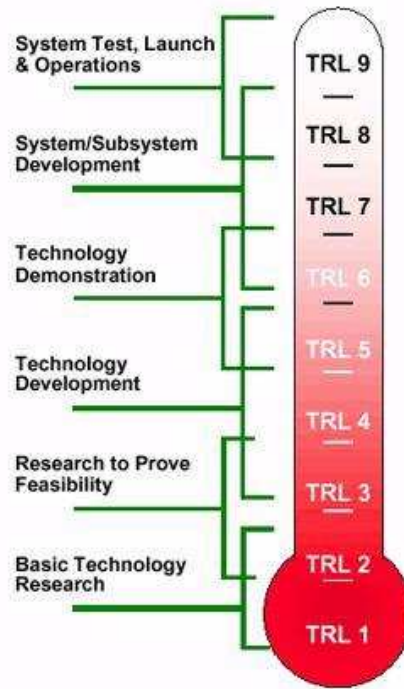 System Test, Launch
& Operations
System/Subsystem
Development
Technology
Demonstration
Technology
Development
Research to Prove
Feasibility
Basic Technology
Research
TRL 9
TRL 8
TRL 7
TRL 6
TRL 5
TRL 4
TRL 3
TRL 2
TRL 1